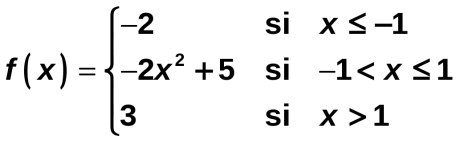 −2 si x ≤ −1
f(x) = { −2x² + 5 si −1 < x ≤ 1
3 si x > 1